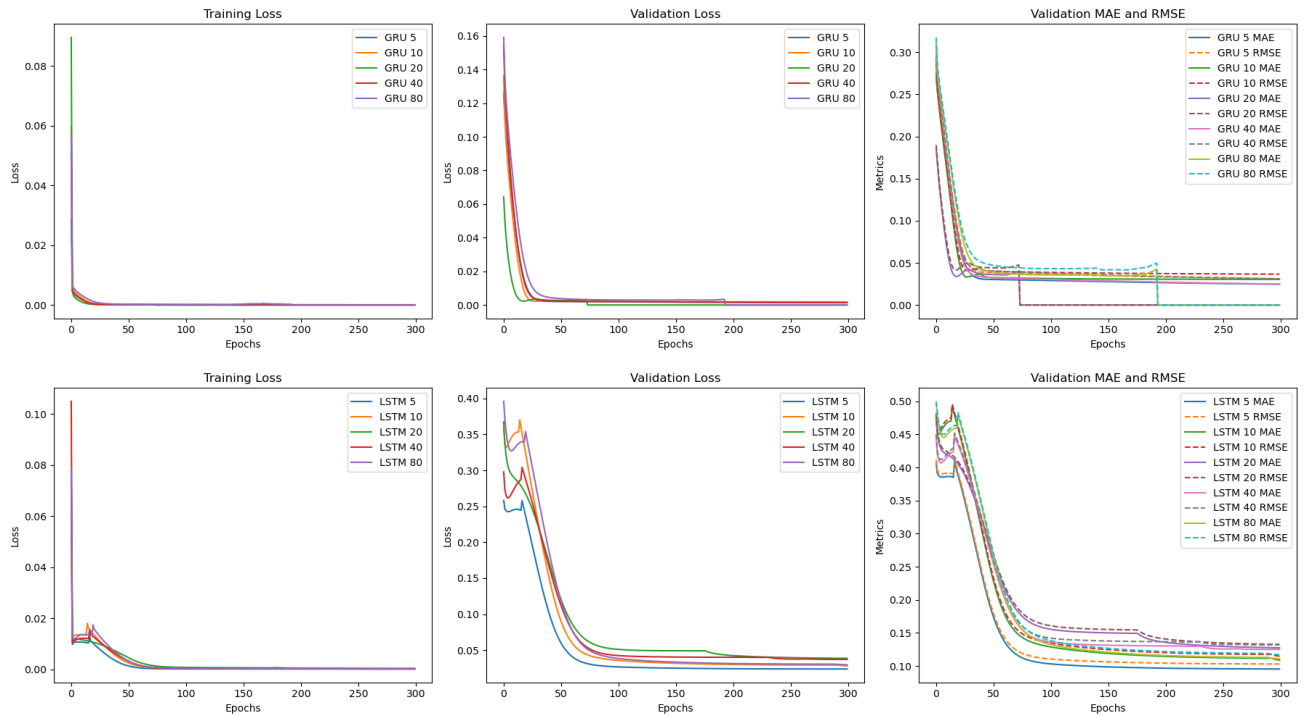 Training Loss
Loss
0.08
0.06
0.04
0.02
0.00
0 50 100 150 200 250 300
Epochs
GRU 5
GRU 10
GRU 20
GRU 40
GRU 80
Validation Loss
Loss
0.16
0.14
0.12
0.10
0.08
0.06
0.04
0.02
0.00
0 50 100 150 200 250 300
Epochs
GRU 5
GRU 10
GRU 20
GRU 40
GRU 80
Validation MAE and RMSE
Metrics
0.30
0.25
0.20
0.15
0.10
0.05
0.00
0 50 100 150 200 250 300
Epochs
GRU 5 MAE
GRU 5 RMSE
GRU 10 MAE
GRU 10 RMSE
GRU 20 MAE
GRU 20 RMSE
GRU 40 MAE
GRU 40 RMSE
GRU 80 MAE
GRU 80 RMSE
Training Loss
Loss
0.10
0.08
0.06
0.04
0.02
0.00
0 50 100 150 200 250 300
Epochs
LSTM 5
LSTM 10
LSTM 20
LSTM 40
LSTM 80
Validation Loss
Loss
0.40
0.35
0.30
0.25
0.20
0.15
0.10
0.05
0 50 100 150 200 250 300
Epochs
LSTM 5
LSTM 10
LSTM 20
LSTM 40
LSTM 80
Validation MAE and RMSE
Metrics
0.50
0.45
0.40
0.35
0.30
0.25
0.20
0.15
0.10
0 50 100 150 200 250 300
Epochs
LSTM 5 MAE
LSTM 5 RMSE
LSTM 10 MAE
LSTM 10 RMSE
LSTM 20 MAE
LSTM 20 RMSE
LSTM 40 MAE
LSTM 40 RMSE
LSTM 80 MAE
LSTM 80 RMSE